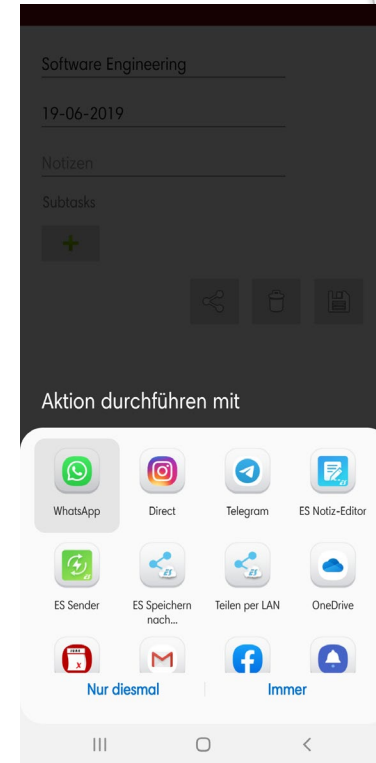 Software Engineering
19-06-2019
Notizen
Subtasks
Aktion durchführen mit
WhatsApp
Direct
Telegram
ES Notiz-Editor
ES Sender
ES Speichern
nach...
Teilen per LAN
OneDrive
Nur diesmal
Immer